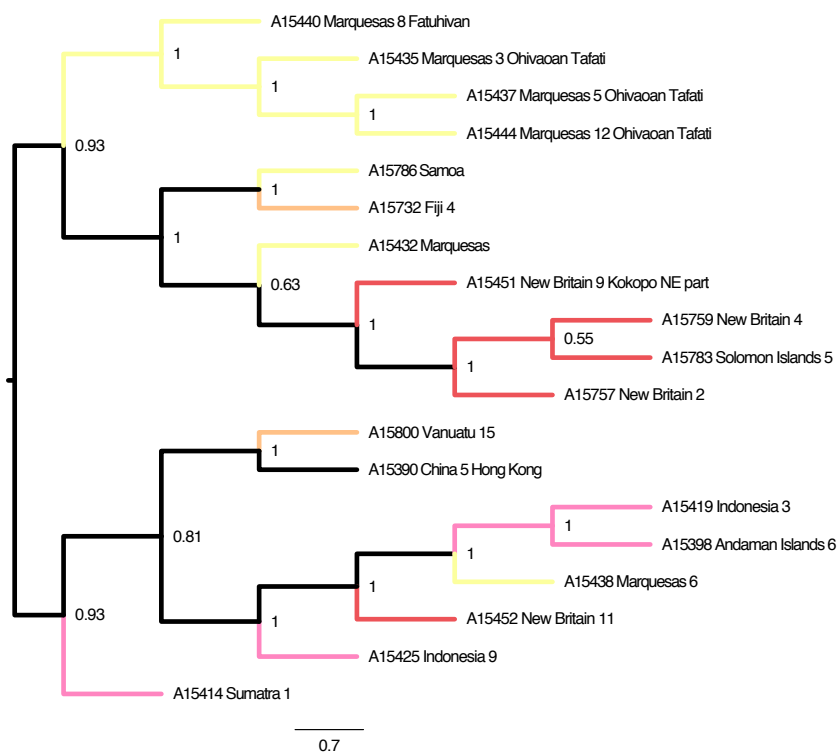 A15440 Marquesas 8 Fatuhivan
1
A15435 Marquesas 3 Ohivaoan Tafati
1
A15437 Marquesas 5 Ohivaoan Tafati
1
A15444 Marquesas 12 Ohivaoan Tafati
0.93
A15786 Samoa
1
A15732 Fiji 4
1
A15432 Marquesas
0.63
A15451 New Britain 9 Kokopo NE part
1
A15759 New Britain 4
0.55
A15783 Solomon Islands 5
1
A15757 New Britain 2
A15800 Vanuatu 15
1
A15390 China 5 Hong Kong
A15419 Indonesia 3
1
0.81
A15398 Andaman Islands 6
1
A15438 Marquesas 6
1
A15452 New Britain 11
0.93
1
A15425 Indonesia 9
A15414 Sumatra 1
0.7